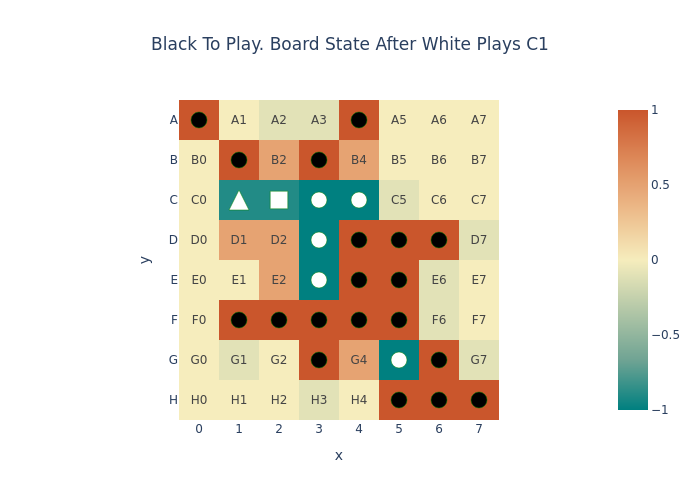 Black To Play. Board State After White Plays C1
A A1 A2 A3 A5 A6 A7
B B0 B2 B4 B5 B6 B7
C C0 C5 C6 C7
D D0 D1 D2 D7
E E0 E1 E2 E6 E7
F F0 F6 F7
G G0 G1 G2 G4 G7
H H0 H1 H2 H3 H4
0 1 2 3 4 5 6 7
x
y
1
0.5
0
−0.5
−1